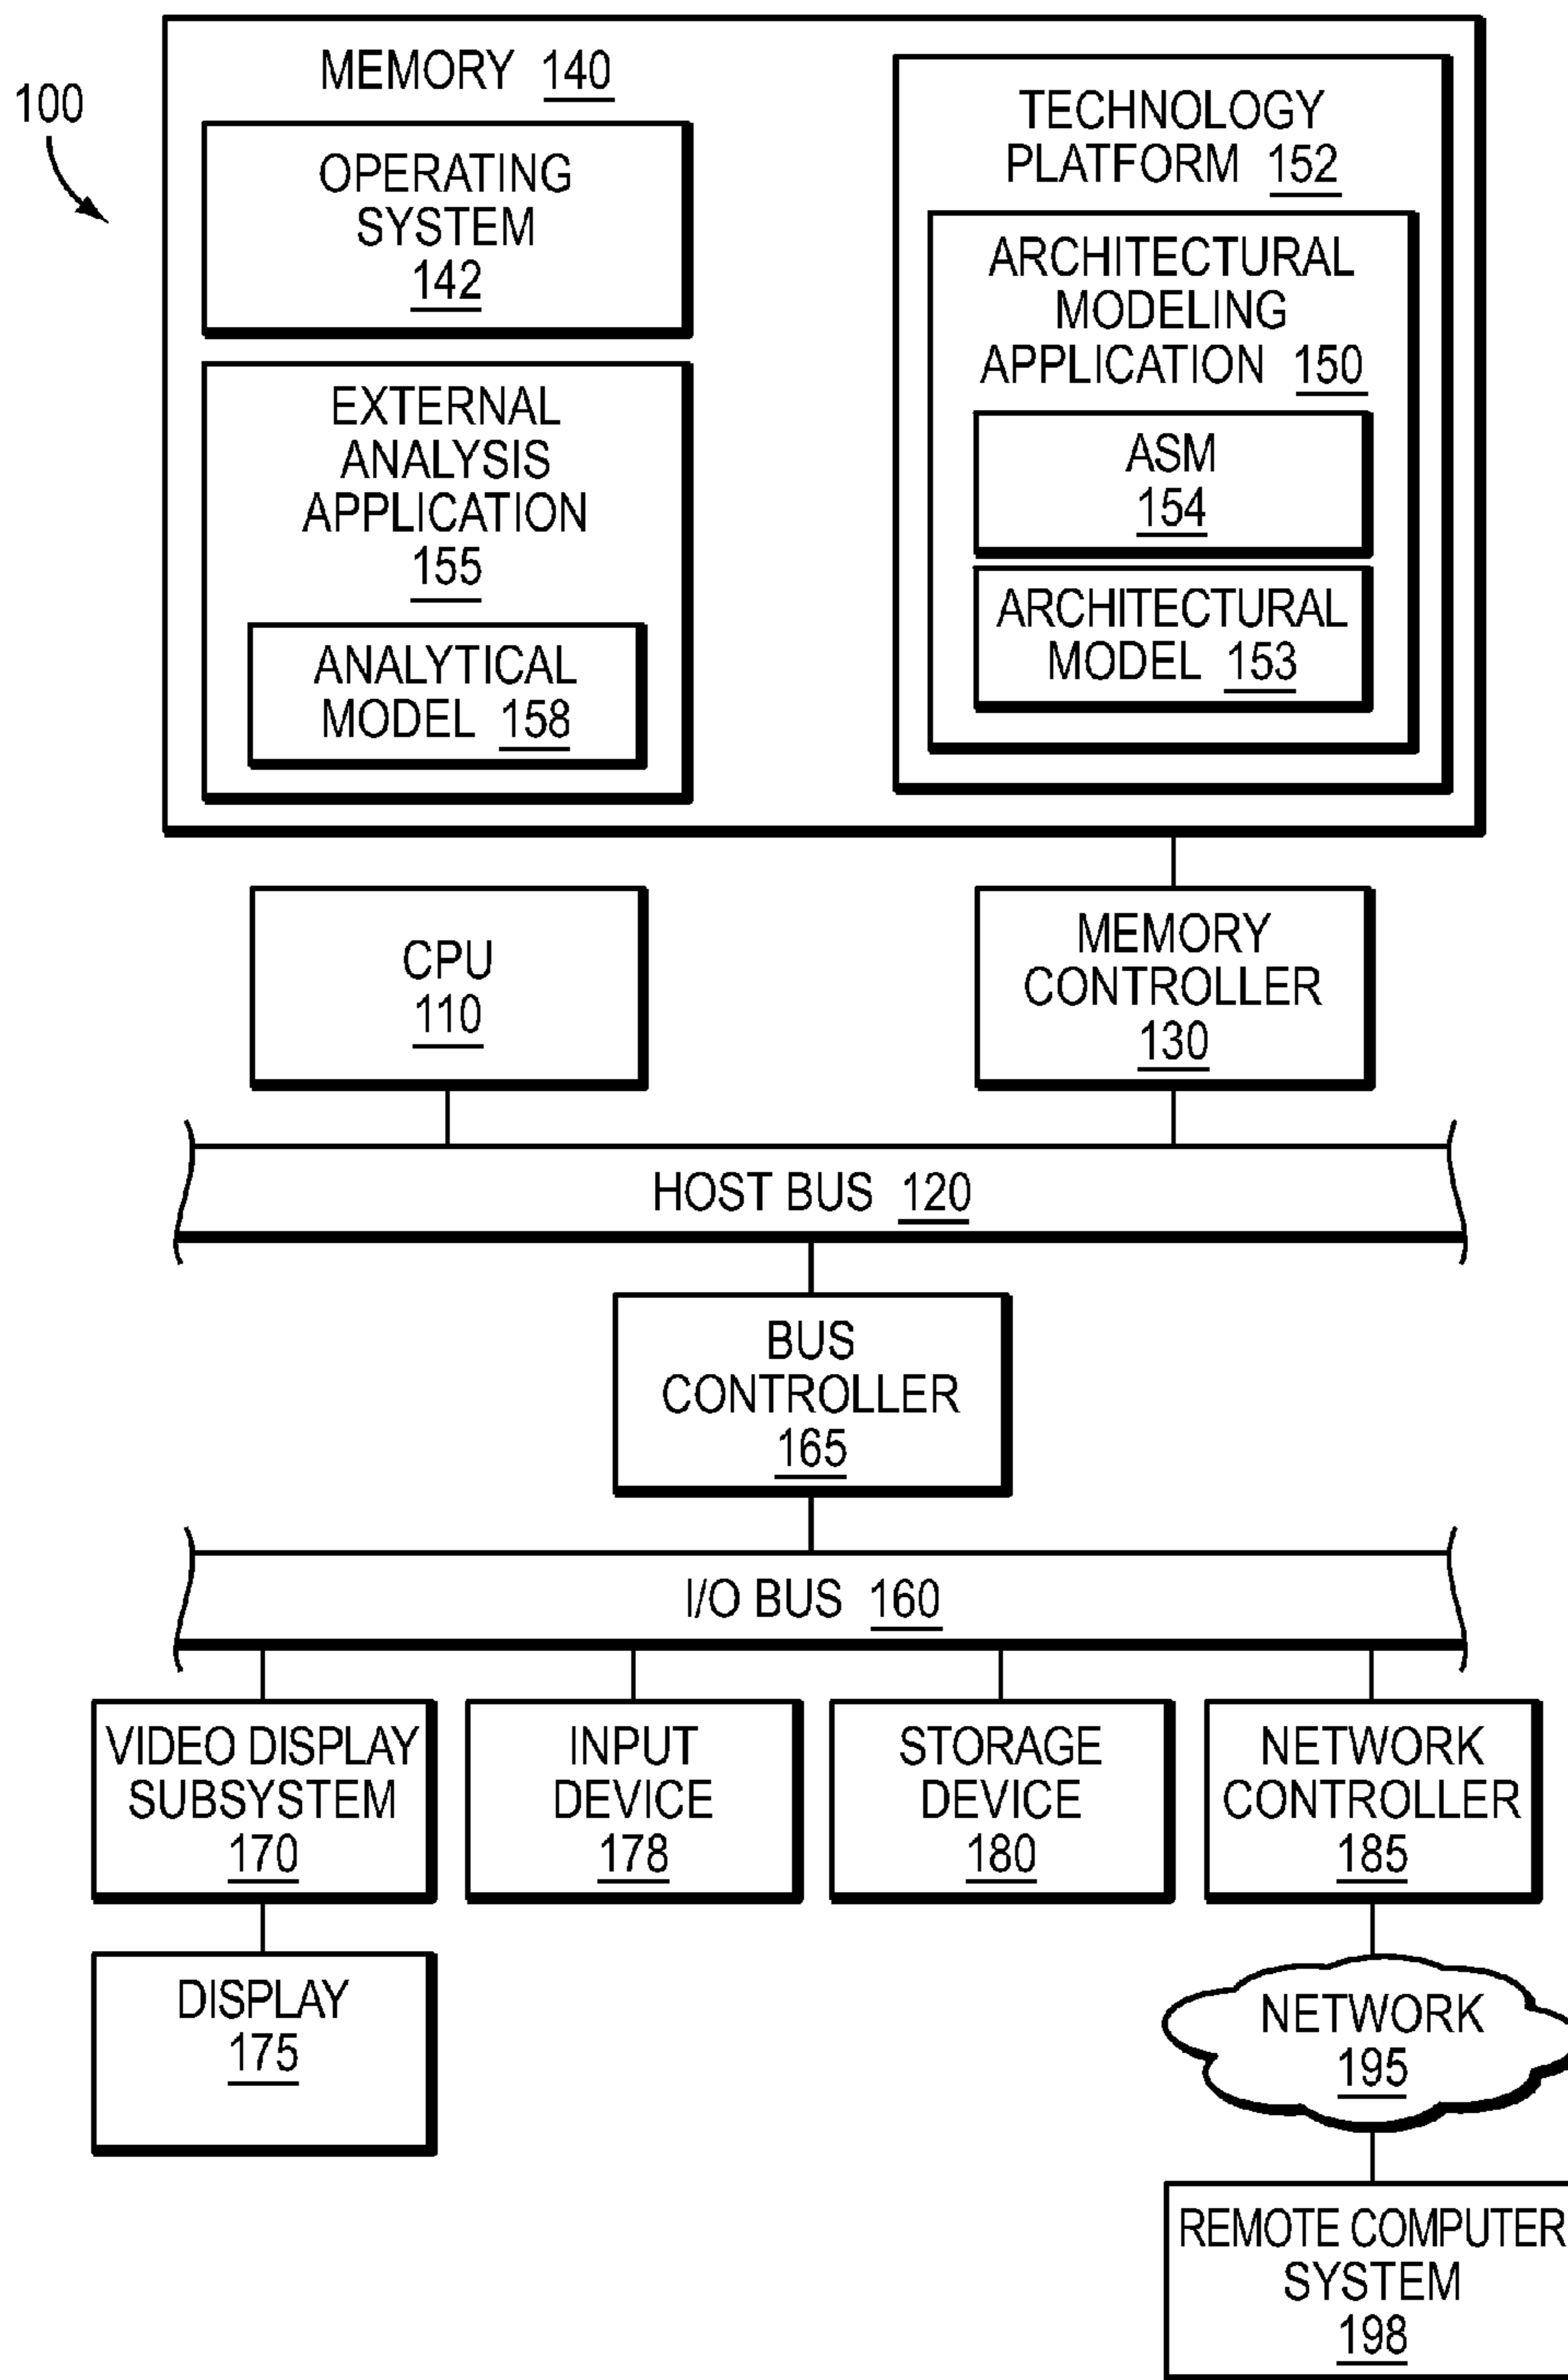 100
MEMORY 140
OPERATING
SYSTEM
142
EXTERNAL
ANALYSIS
APPLICATION
155
ANALYTICAL
MODEL 158
TECHNOLOGY
PLATFORM 152
ARCHITECTURAL
MODELING
APPLICATION 150
ASM
154
ARCHITECTURAL
MODEL 153
CPU
110
MEMORY
CONTROLLER
130
HOST BUS 120
BUS
CONTROLLER
165
I/O BUS 160
VIDEO DISPLAY
SUBSYSTEM
170
INPUT
DEVICE
178
STORAGE
DEVICE
180
NETWORK
CONTROLLER
185
DISPLAY
175
NETWORK
195
REMOTE COMPUTER
SYSTEM
198